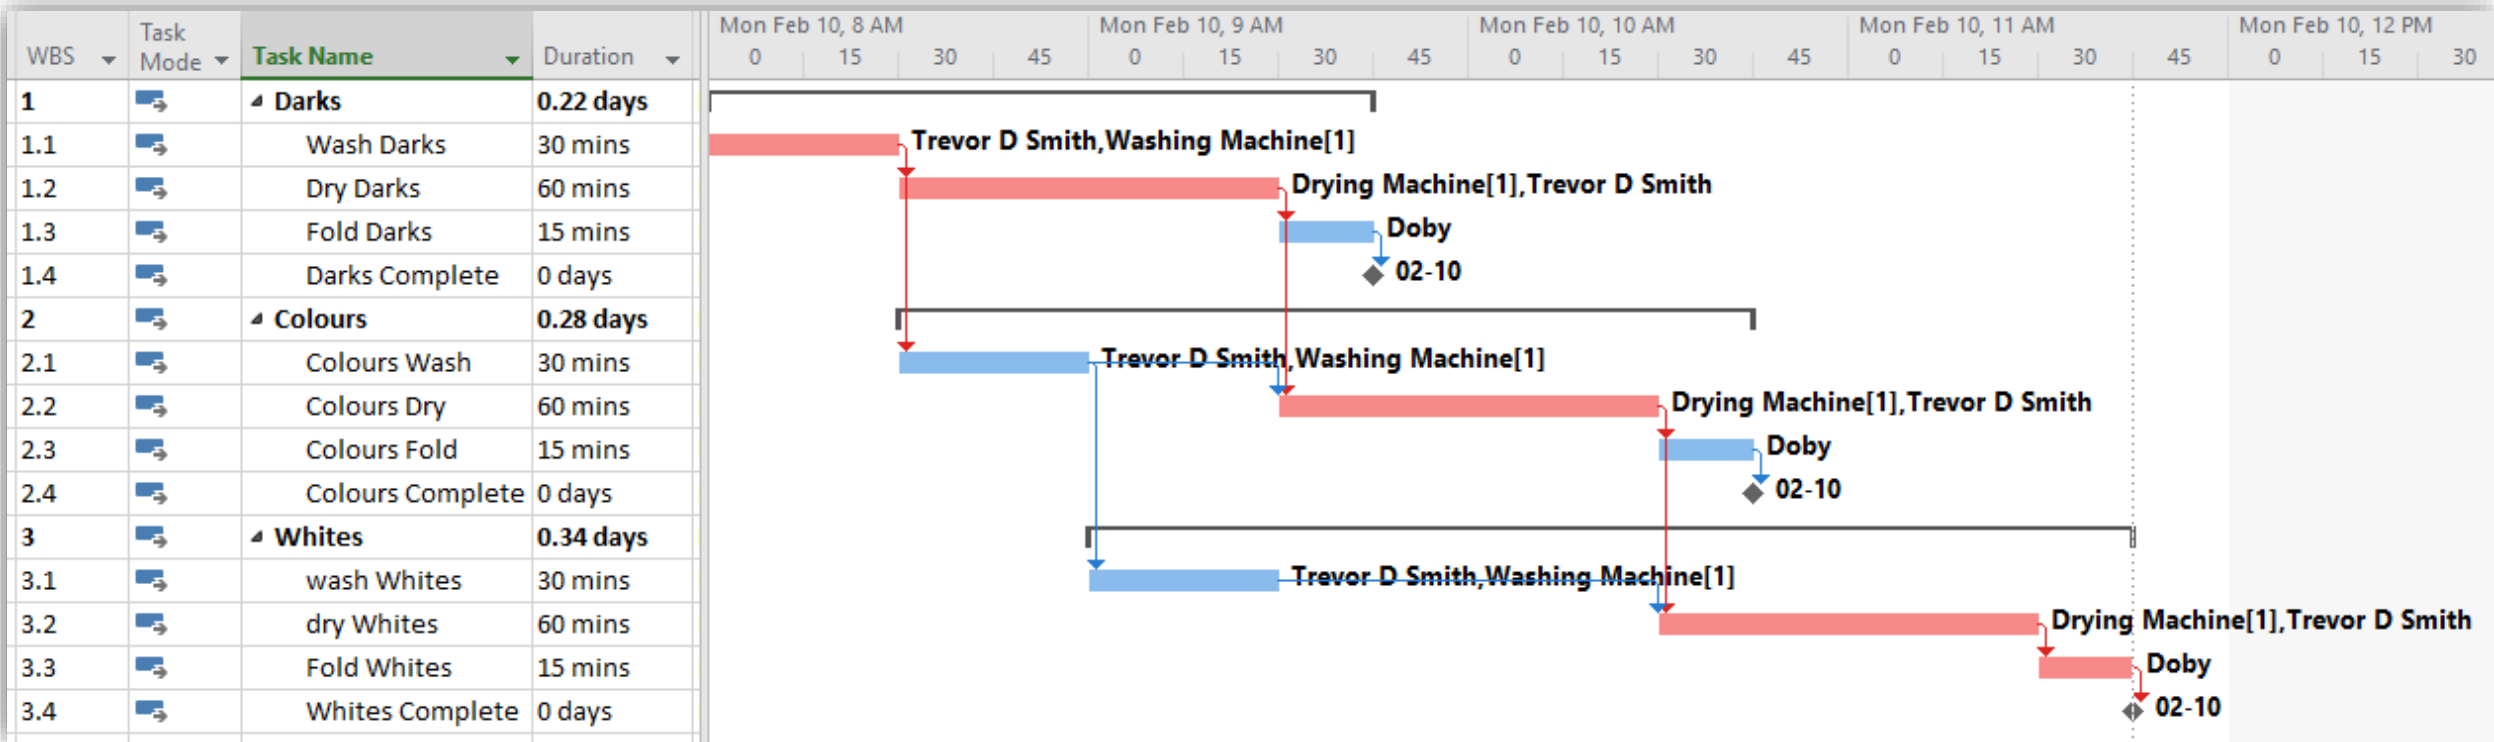 Mon Feb 10, 8 AM Mon Feb 10, 9 AM Mon Feb 10, 10 AM Mon Feb 10, 11 AM Mon Feb 10, 12 PM
WBS Task Mode Task Name Duration 0 15 30 45 0 15 30 45 0 15 30 45 0 15 30 45 0 15 30
1 Darks 0.22 days
1.1 Wash Darks 30 mins Trevor D Smith,Washing Machine[1]
1.2 Dry Darks 60 mins Drying Machine[1],Trevor D Smith
1.3 Fold Darks 15 mins Doby
1.4 Darks Complete 0 days 02-10
2 Colours 0.28 days
2.1 Colours Wash 30 mins Trevor D Smith,Washing Machine[1]
2.2 Colours Dry 60 mins Drying Machine[1],Trevor D Smith
2.3 Colours Fold 15 mins Doby
2.4 Colours Complete 0 days 02-10
3 Whites 0.34 days
3.1 wash Whites 30 mins Trevor D Smith,Washing Machine[1]
3.2 dry Whites 60 mins Drying Machine[1],Trevor D Smith
3.3 Fold Whites 15 mins Doby
3.4 Whites Complete 0 days 02-10